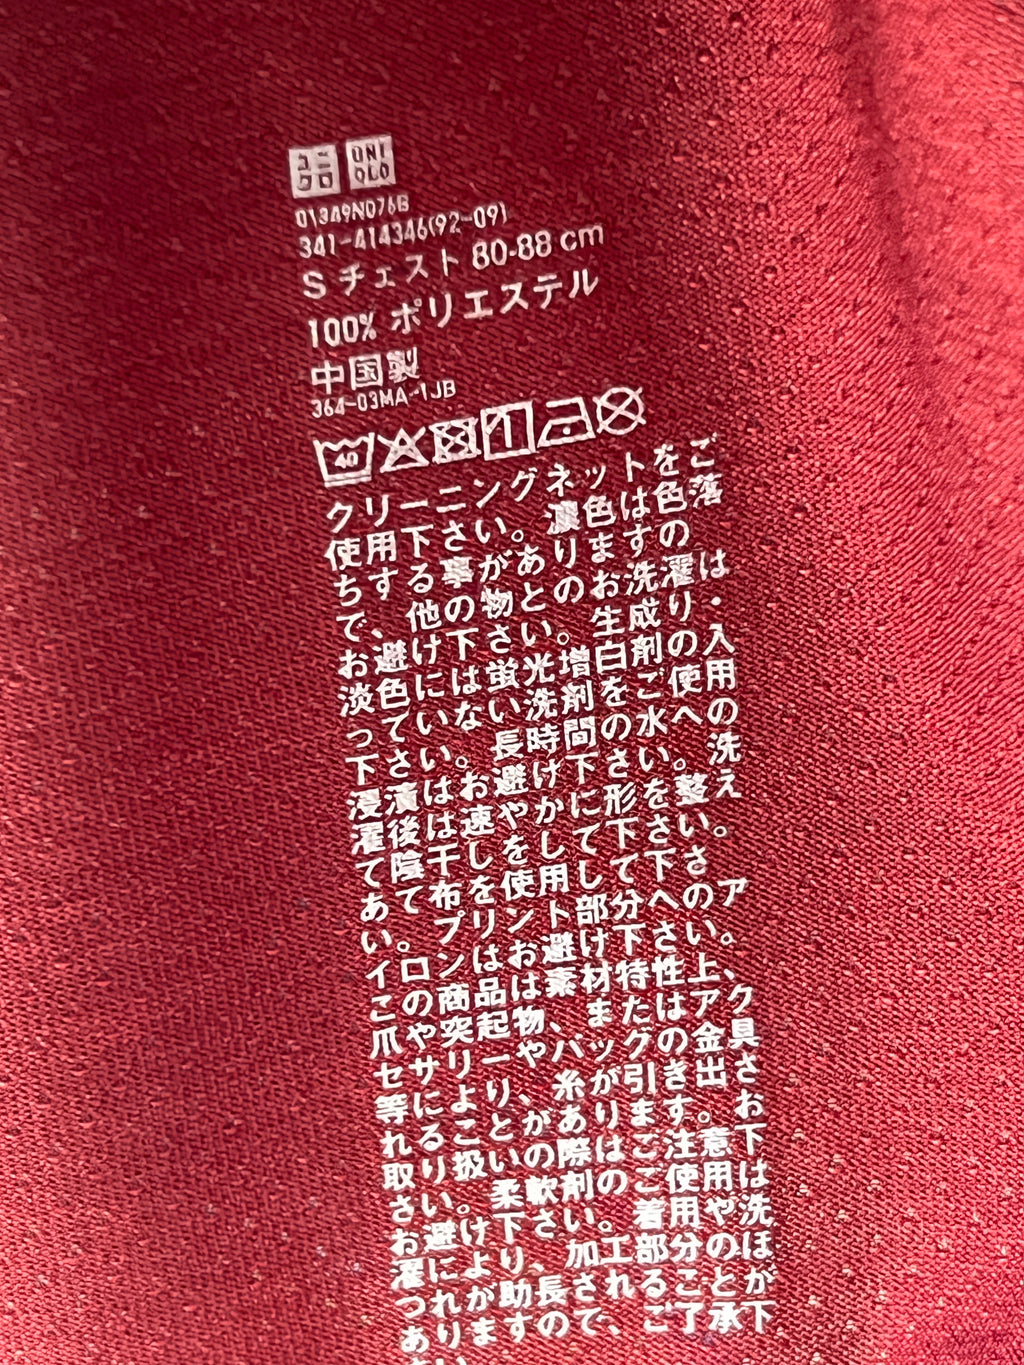 ユニ
クロ
UNI
QLO
01349N076B
341-414346(92-09)
S チェスト 80-88 cm
100% ポリエステル
中国製
364-03MA-1JB
40
クリーニングネットをご
使用下さい。濃色は色落
ちする事がありますの
で、他の物とのお洗濯は
お避け下さい。生成り・
淡色には蛍光増白剤の入
っていない洗剤をご使用
下さい。長時間の水への
浸漬はお避け下さい。洗
濯後は速やかに形を整え
て陰干しをして下さい。
あて布を使用して下さ
い。プリント部分へのア
イロンはお避け下さい。
この商品は素材特性上、
爪や突起物、またはアク
セサリーやバッグの金具
等により、糸が引き出さ
れることがあります。お
取り扱いの際はご注意下
さい。柔軟剤のご使用は
お避け下さい。着用や洗
濯により、加工部分のほ
つれが助長されることが
ありますので、ご了承下